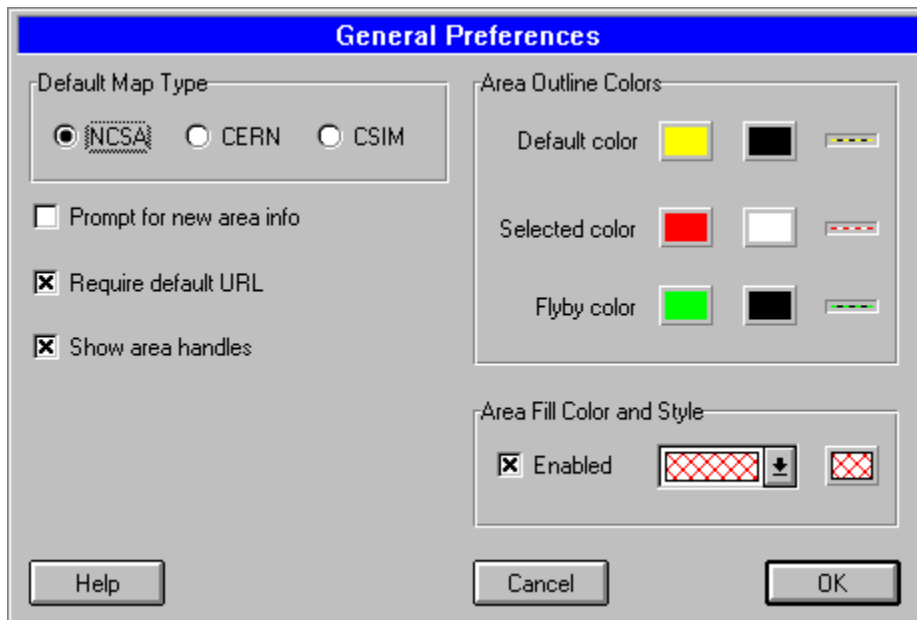 General Preferences
Default Map Type
NCSA CERN CSIM
Prompt for new area info
Require default URL
Show area handles
Area Outline Colors
Default color
Selected color
Flyby color
Area Fill Color and Style
Enabled
Help Cancel OK